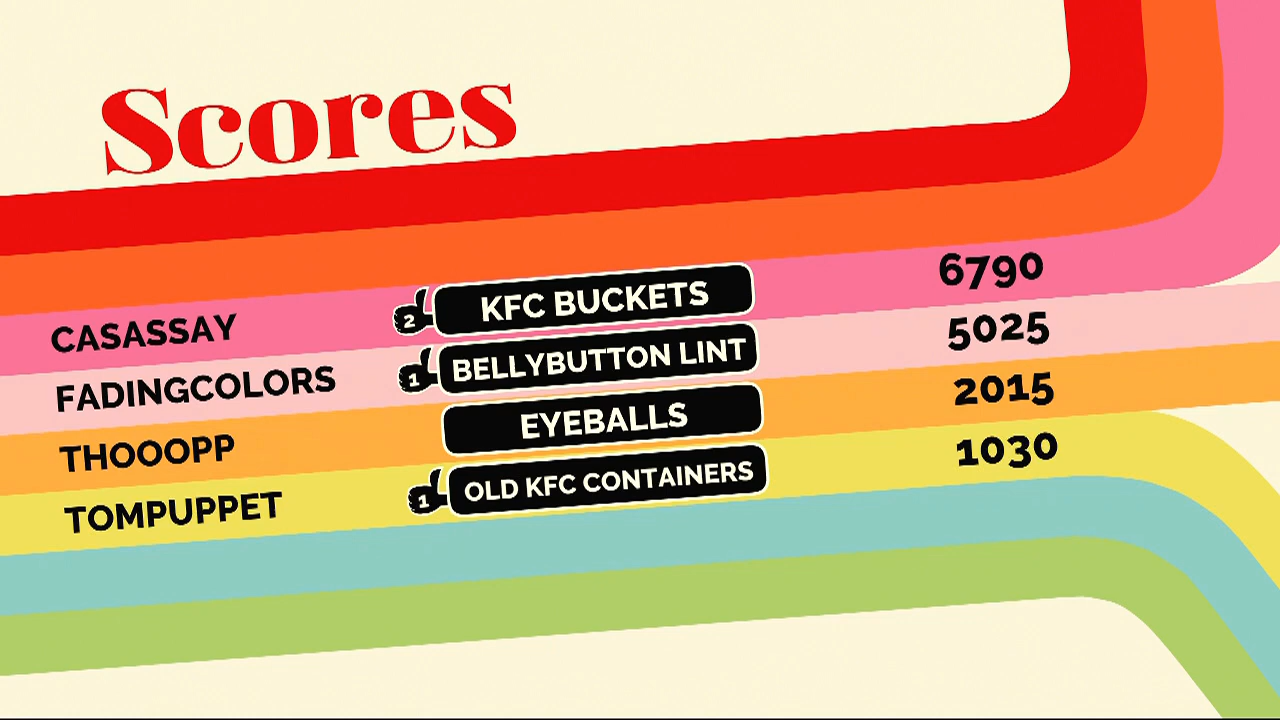 Scores
CASASSAY 2 KFC BUCKETS 6790
FADINGCOLORS 1 BELLYBUTTON LINT 5025
THOOOPP EYEBALLS 2015
TOMPUPPET 1 OLD KFC CONTAINERS 1030